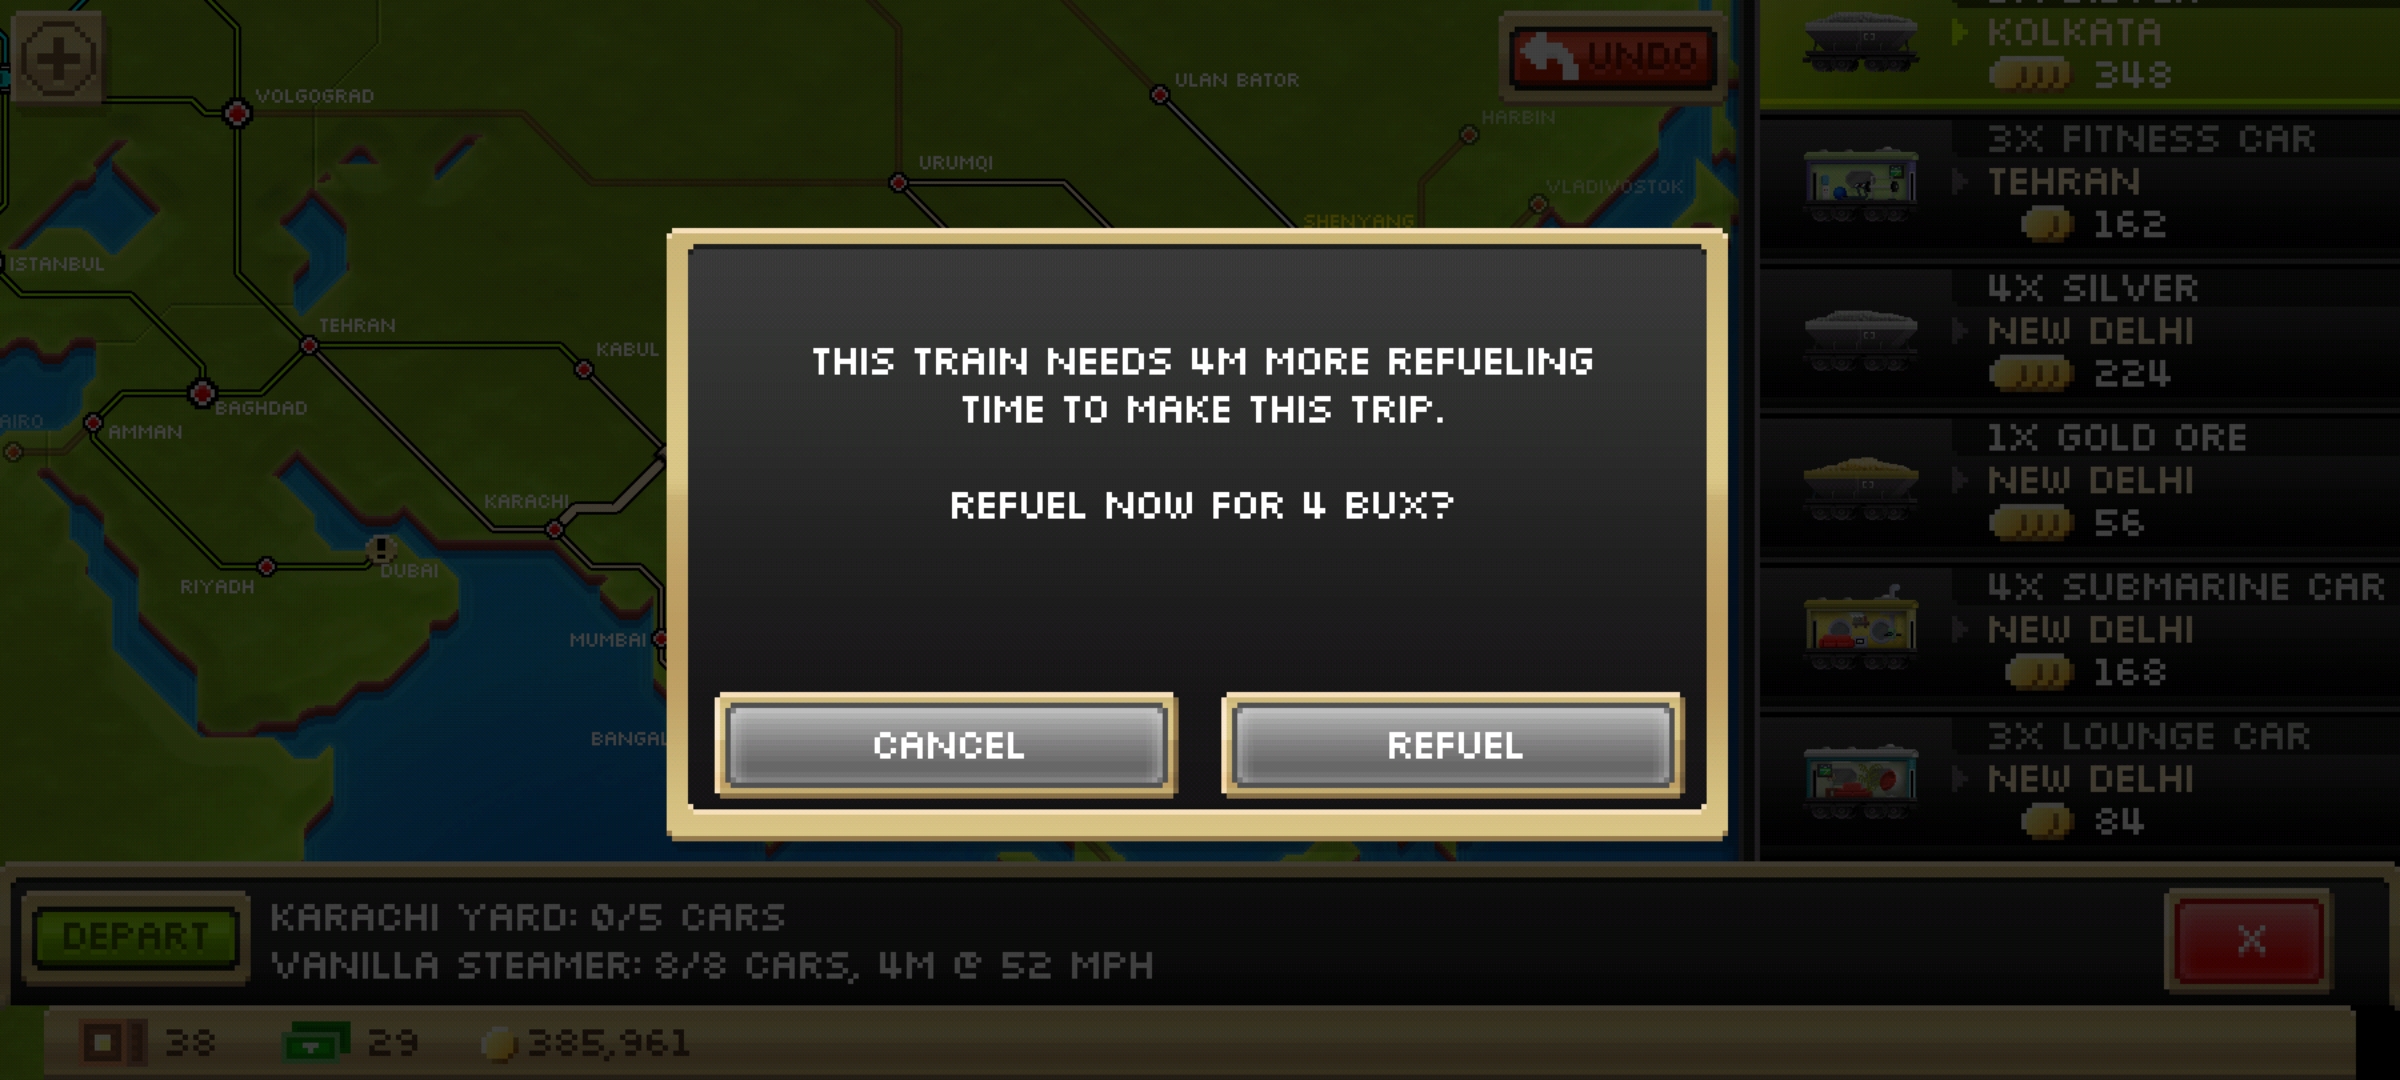 UNDO
VOLGOGRAD
ULAN BATOR
HARBIN
URUMQI
VLADIVOSTOK
SHENYANG
ISTANBUL
TEHRAN
KABUL
BAGHDAD
AIRO
AMMAN
KARACHI
DUBAI
RIYADH
MUMBAI
BANGAL
KOLKATA
348
3X FITNESS CAR
TEHRAN
162
4X SILVER
NEW DELHI
224
1X GOLD ORE
NEW DELHI
56
4X SUBMARINE CAR
NEW DELHI
168
3X LOUNGE CAR
NEW DELHI
84
THIS TRAIN NEEDS 4M MORE REFUELING
TIME TO MAKE THIS TRIP.
REFUEL NOW FOR 4 BUX?
CANCEL
REFUEL
DEPART
KARACHI YARD: 0/5 CARS
VANILLA STEAMER: 8/8 CARS, 4M @ 52 MPH
X
38
29
385,961